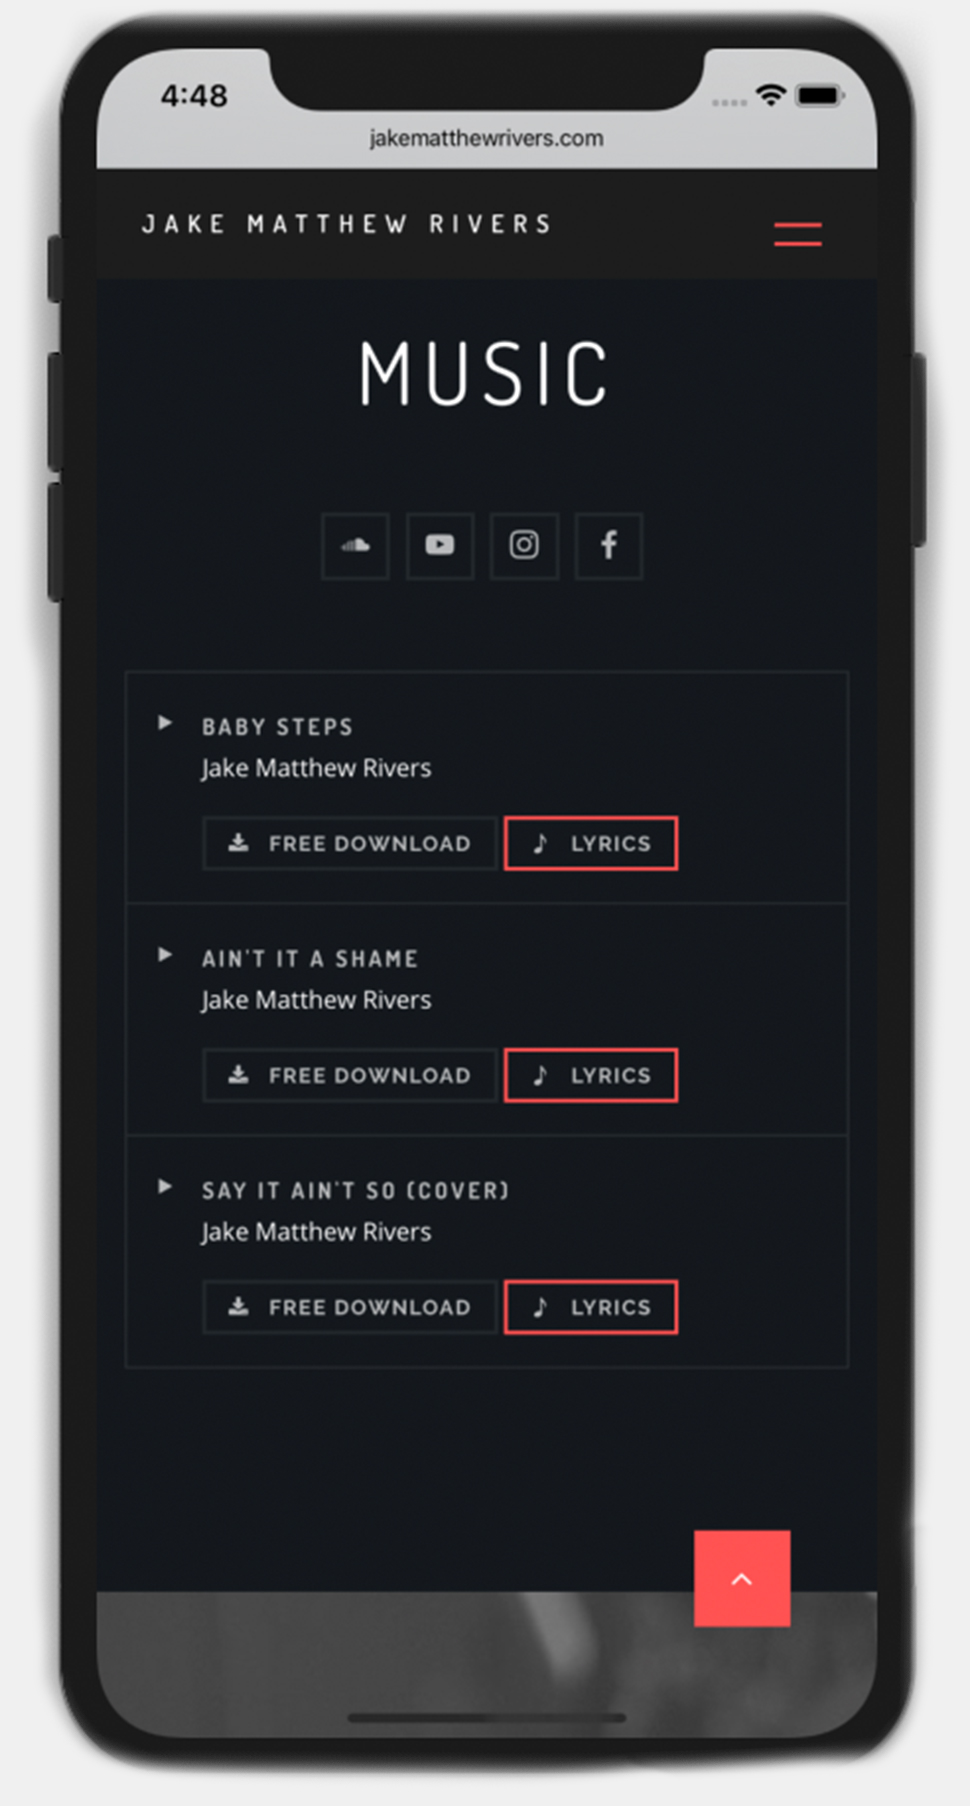 4:48
jakematthewrivers.com
JAKE MATTHEW RIVERS
MUSIC
BABY STEPS
Jake Matthew Rivers
FREE DOWNLOAD LYRICS
AIN'T IT A SHAME
Jake Matthew Rivers
FREE DOWNLOAD LYRICS
SAY IT AIN'T SO (COVER)
Jake Matthew Rivers
FREE DOWNLOAD LYRICS